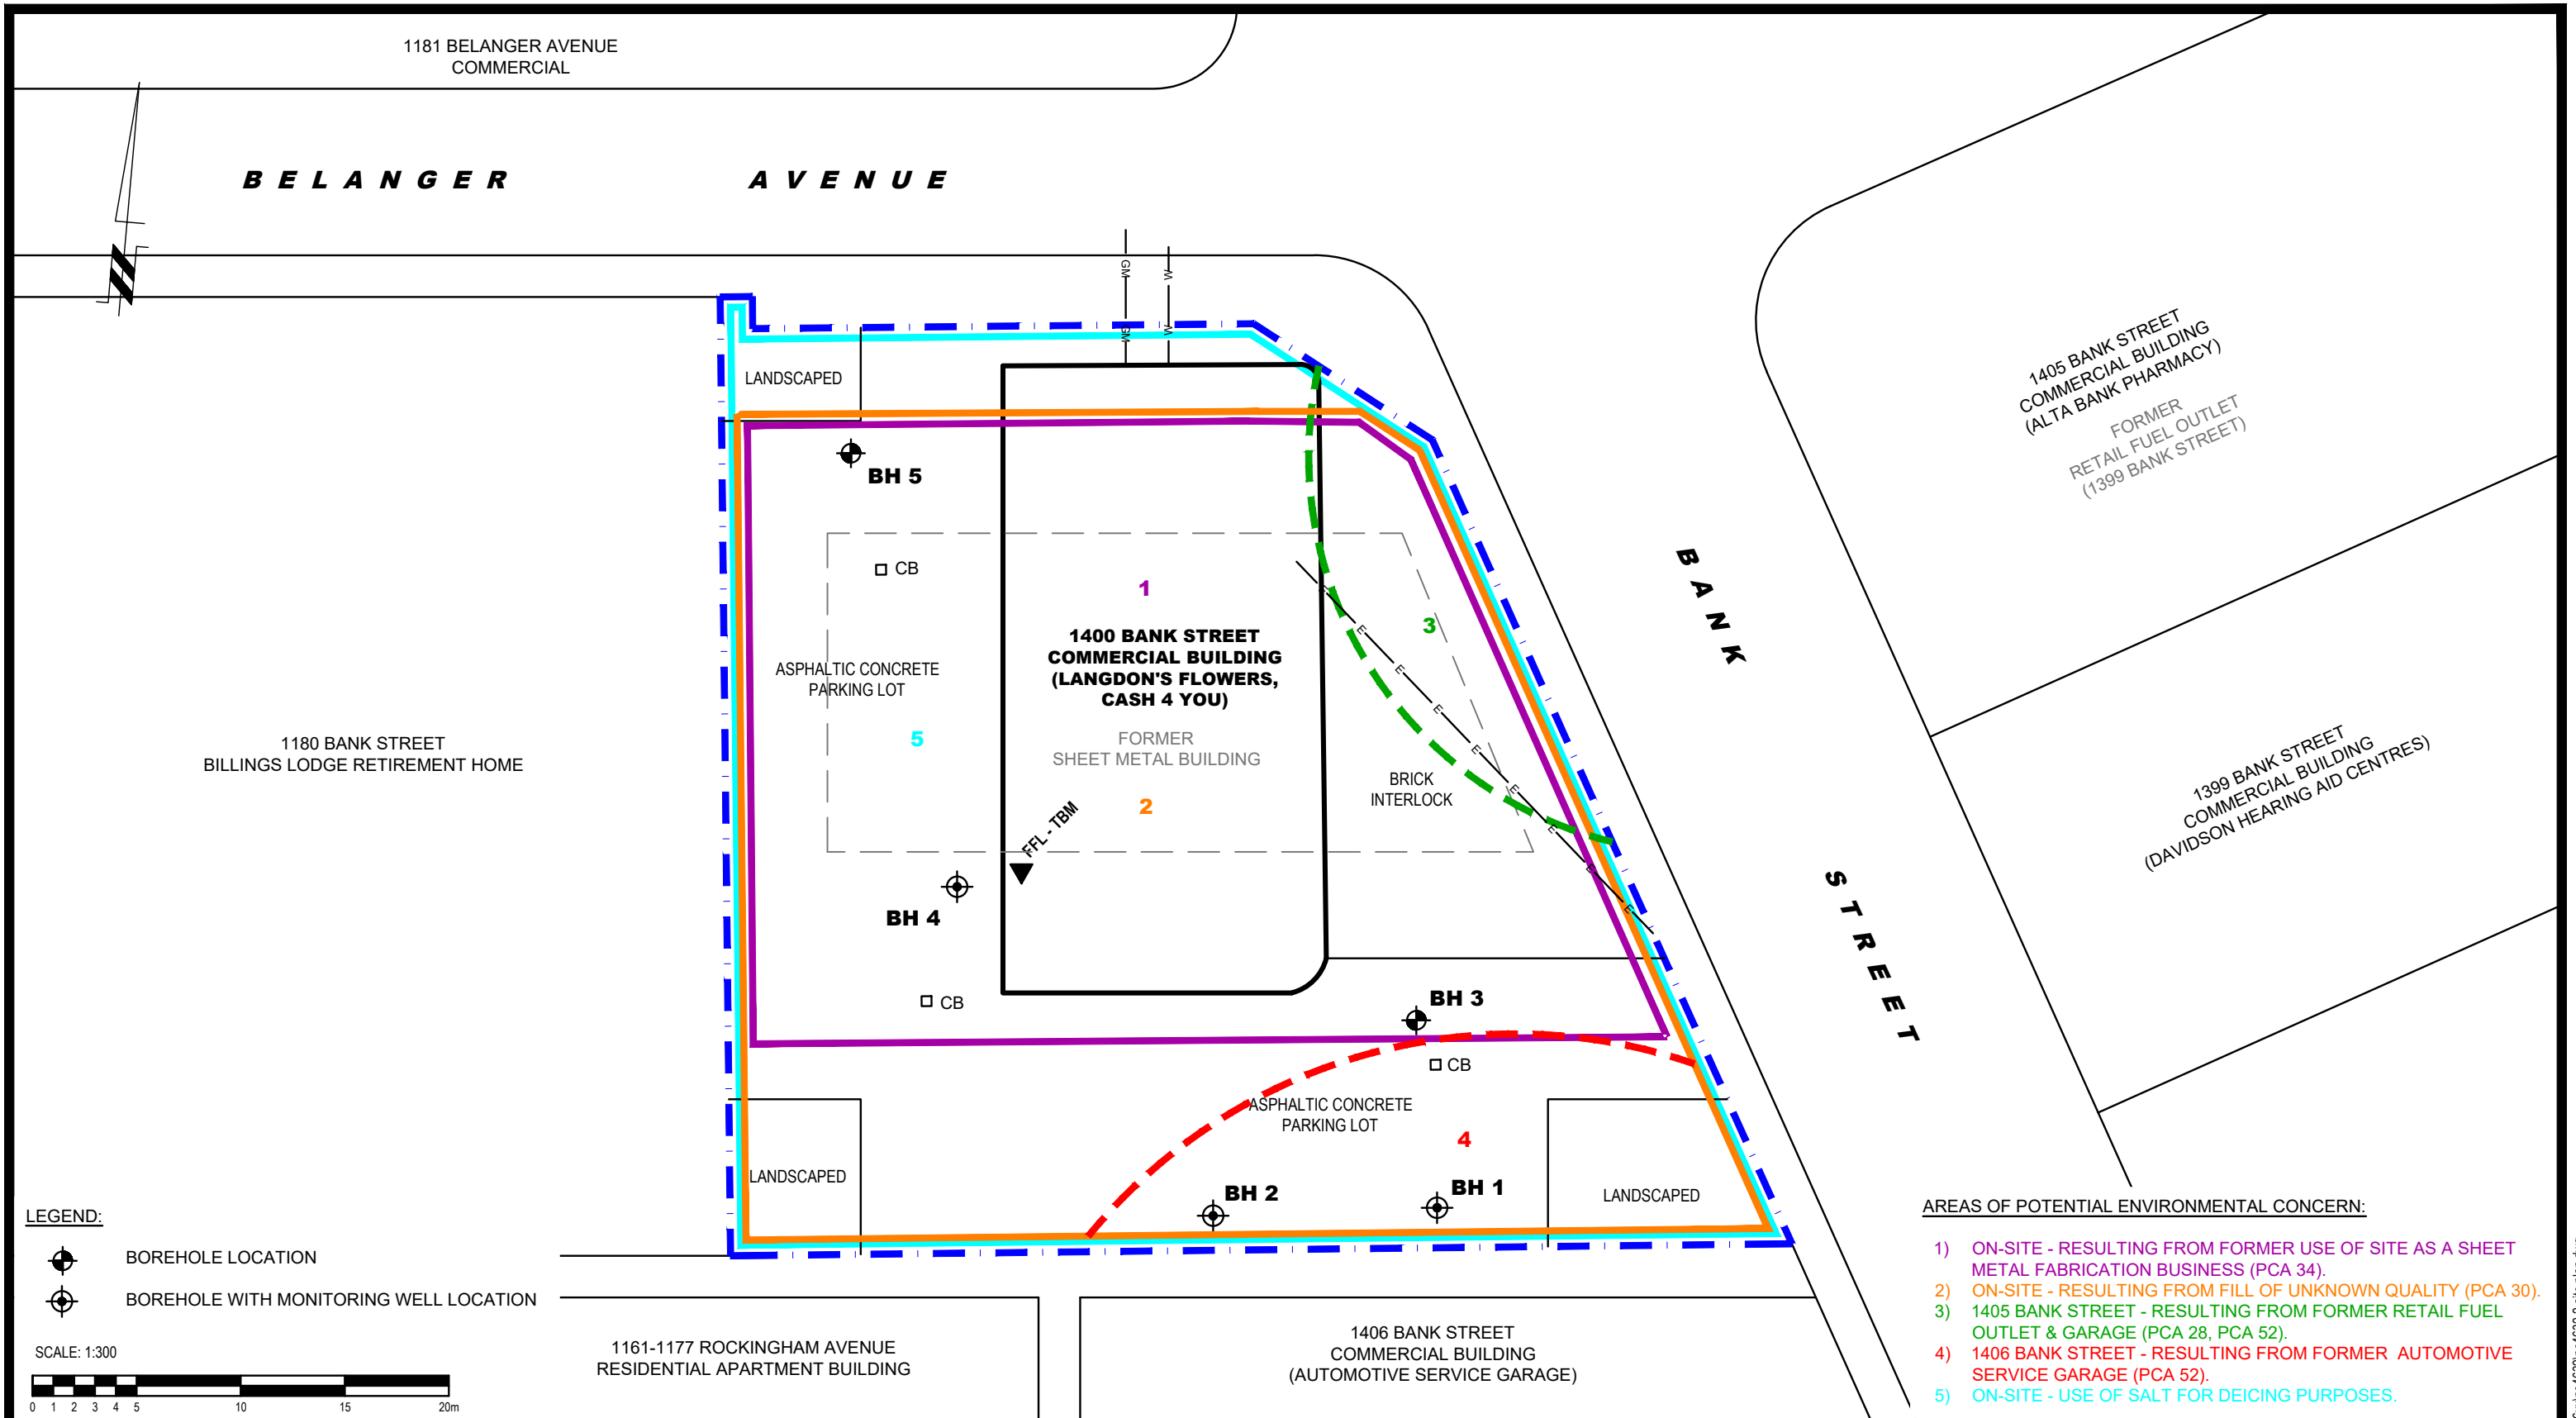 1181 BELANGER AVENUE
COMMERCIAL
BELANGER AVENUE
GM
W
GM
W
LANDSCAPED
BH 5
CB
1
3
1400 BANK STREET
COMMERCIAL BUILDING
(LANGDON'S FLOWERS,
CASH 4 YOU)
FORMER
SHEET METAL BUILDING
2
ASPHALTIC CONCRETE
PARKING LOT
5
FFL - TBM
BRICK
INTERLOCK
E
E
E
E
E
E
E
E
BH 4
CB
BH 3
CB
ASPHALTIC CONCRETE
PARKING LOT
4
LANDSCAPED
BH 2
BH 1
LANDSCAPED
1180 BANK STREET
BILLINGS LODGE RETIREMENT HOME
BANK STREET
1405 BANK STREET
COMMERCIAL BUILDING
(ALTA BANK PHARMACY)
FORMER
RETAIL FUEL OUTLET
(1399 BANK STREET)
1399 BANK STREET
COMMERCIAL BUILDING
(DAVIDSON HEARING AID CENTRES)
LEGEND:
BOREHOLE LOCATION
BOREHOLE WITH MONITORING WELL LOCATION
SCALE: 1:300
0 1 2 3 4 5 10 15 20m
1161-1177 ROCKINGHAM AVENUE
RESIDENTIAL APARTMENT BUILDING
1406 BANK STREET
COMMERCIAL BUILDING
(AUTOMOTIVE SERVICE GARAGE)
AREAS OF POTENTIAL ENVIRONMENTAL CONCERN:
1) ON-SITE - RESULTING FROM FORMER USE OF SITE AS A SHEET
METAL FABRICATION BUSINESS (PCA 34).
2) ON-SITE - RESULTING FROM FILL OF UNKNOWN QUALITY (PCA 30).
3) 1405 BANK STREET - RESULTING FROM FORMER RETAIL FUEL
OUTLET & GARAGE (PCA 28, PCA 52).
4) 1406 BANK STREET - RESULTING FROM FORMER AUTOMOTIVE
SERVICE GARAGE (PCA 52).
5) ON-SITE - USE OF SALT FOR DEICING PURPOSES.